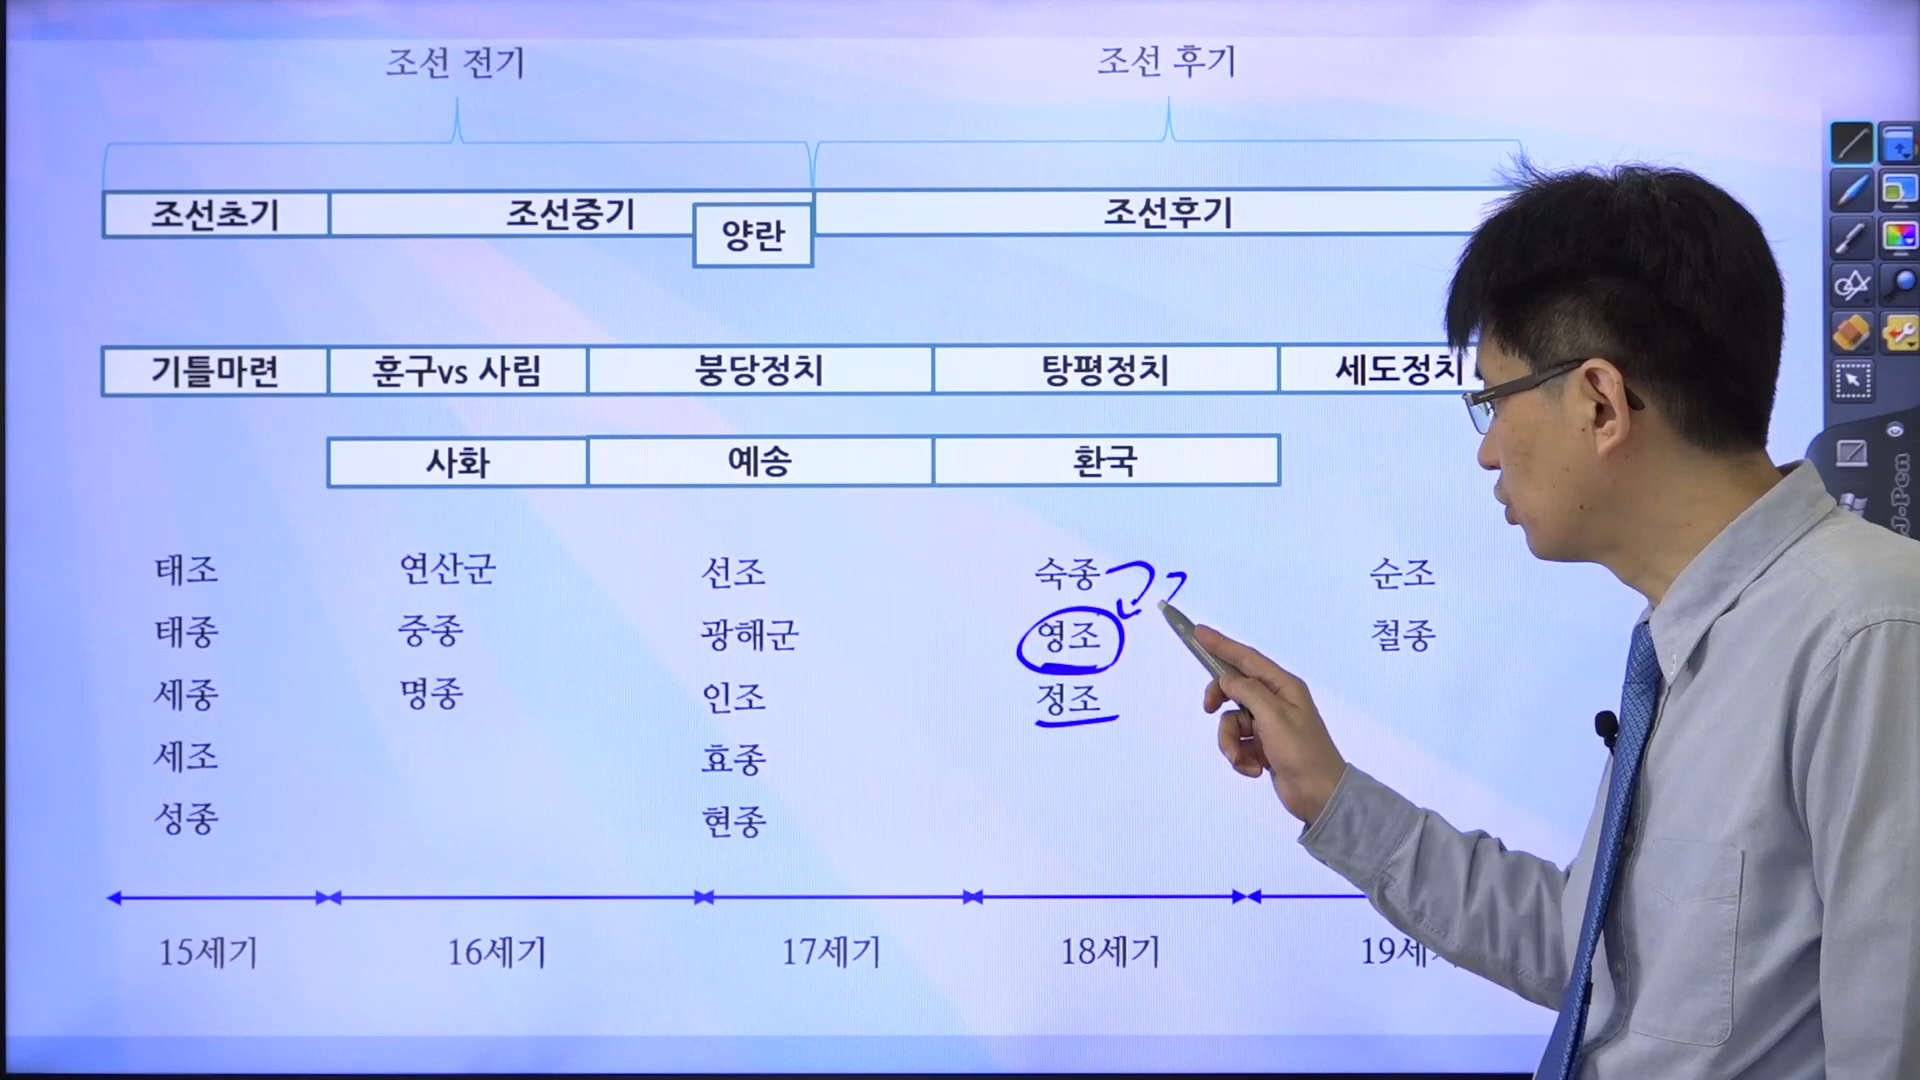 조선 전기 조선 후기
조선초기 조선중기 양란 조선후기
기틀마련 훈구vs 사림 붕당정치 탕평정치 세도정치
사화 예송 환국
태조 연산군 선조 숙종 순조
태종 중종 광해군 영조 철종
세종 명종 인조 정조
세조 효종
성종 현종
15세기 16세기 17세기 18세기
J.Pen